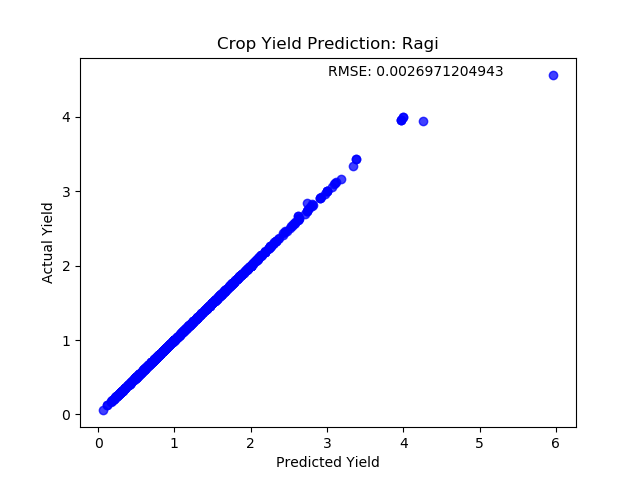 Crop Yield Prediction: Ragi
RMSE: 0.0026971204943
Actual Yield
4
3
2
1
0
0 1 2 3 4 5 6
Predicted Yield